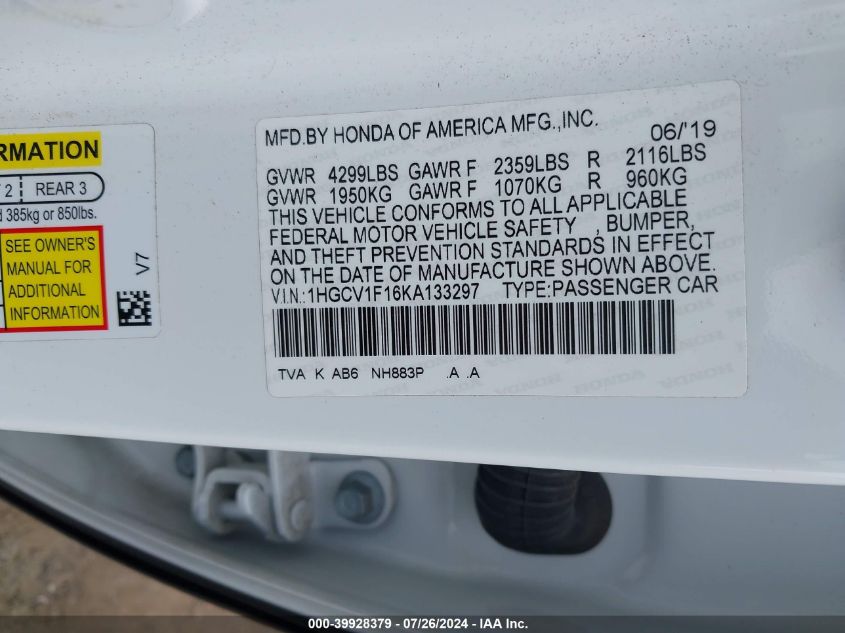 RMATION
2 REAR 3
d 385kg or 850lbs.
SEE OWNER'S
MANUAL FOR
ADDITIONAL
INFORMATION
V7
MFD.BY HONDA OF AMERICA MFG.,INC. 06/'19
GVWR 4299LBS GAWR F 2359LBS R 2116LBS
GVWR 1950KG GAWR F 1070KG R 960KG
THIS VEHICLE CONFORMS TO ALL APPLICABLE
FEDERAL MOTOR VEHICLE SAFETY , BUMPER,
AND THEFT PREVENTION STANDARDS IN EFFECT
ON THE DATE OF MANUFACTURE SHOWN ABOVE.
V.I.N.:1HGCV1F16KA133297 TYPE:PASSENGER CAR
TVA K AB6 NH883P .A .A
000-39928379 / 07/26/2024 - Copyright © IAA, Inc.